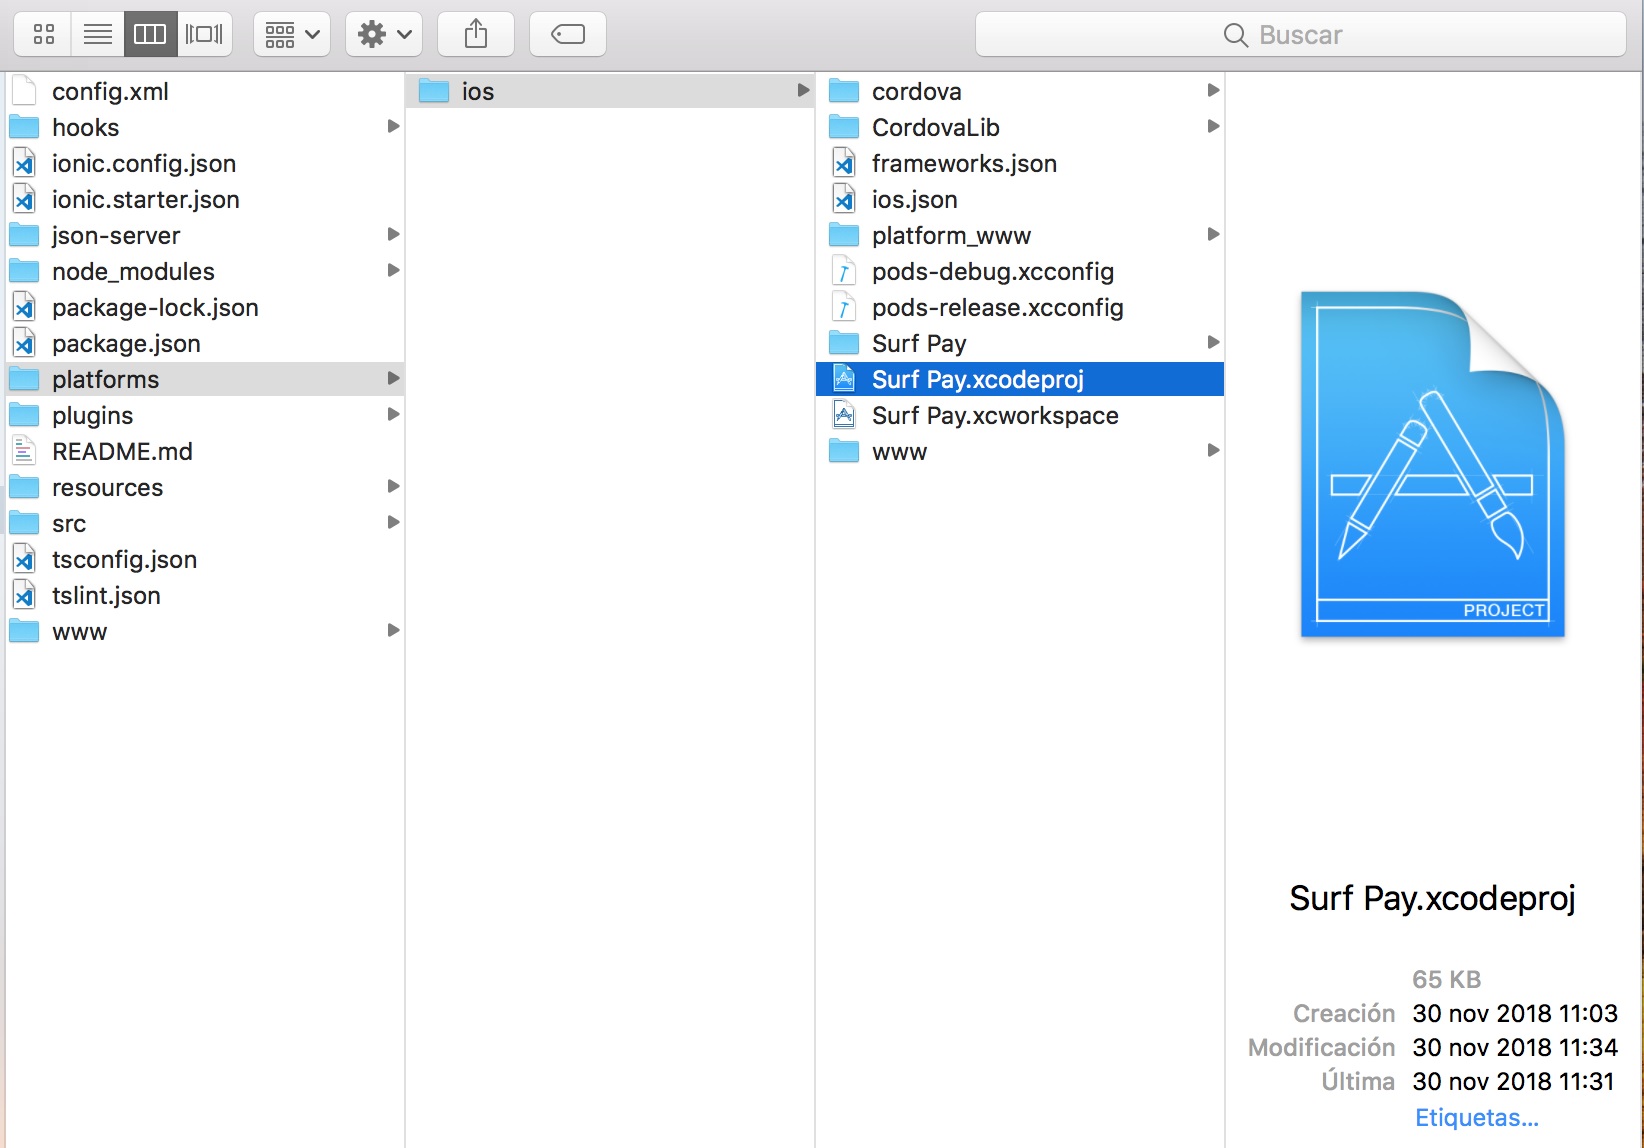 Buscar
config.xml
hooks
ionic.config.json
ionic.starter.json
json-server
node_modules
package-lock.json
package.json
platforms
plugins
README.md
resources
src
tsconfig.json
tslint.json
www
ios
cordova
CordovaLib
frameworks.json
ios.json
platform_www
pods-debug.xcconfig
pods-release.xcconfig
Surf Pay
Surf Pay.xcodeproj
Surf Pay.xcworkspace
www
PROJECT
Surf Pay.xcodeproj
65 KB
Creación 30 nov 2018 11:03
Modificación 30 nov 2018 11:34
Última 30 nov 2018 11:31
Etiquetas...